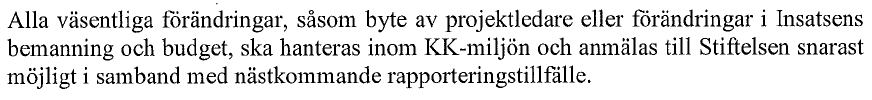 Alla väsentliga förändringar, såsom byte av projektledare eller förändringar i Insatsens
bemanning och budget, ska hanteras inom KK-miljön och anmälas till Stiftelsen snarast
möjligt i samband med nästkommande rapporteringstillfälle.